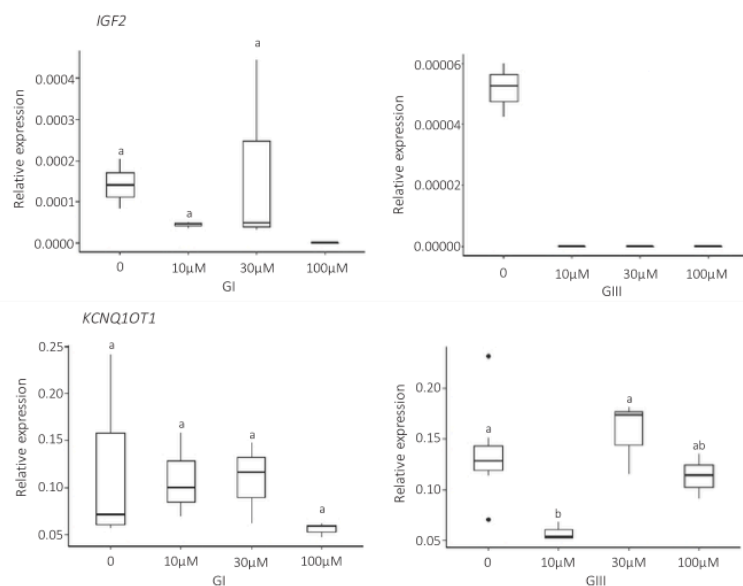 IGF2
Relative expression
0.0004
0.0003
0.0002
0.0001
0.0000
a
a
a
0
10µM
30µM
100µM
GI
Relative expression
0.00006
0.00004
0.00002
0.00000
0
10µM
30µM
100µM
GIII
KCNQ1OT1
Relative expression
0.25
0.20
0.15
0.10
0.05
a
a
a
a
0
10µM
30µM
100µM
GI
Relative expression
0.20
0.15
0.10
0.05
a
b
a
ab
0
10µM
30µM
100µM
GIII